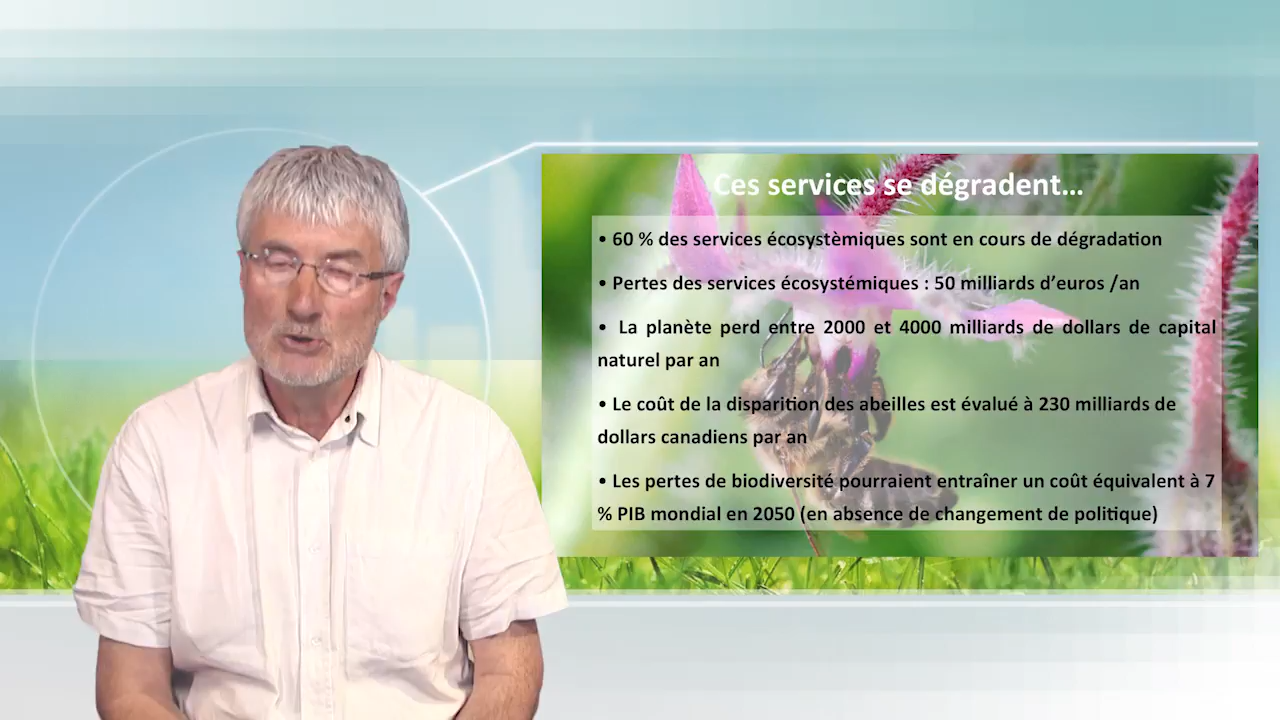 Ces services se dégradent...
• 60 % des services écosystèmiques sont en cours de dégradation
• Pertes des services écosystémiques : 50 milliards d’euros /an
• La planète perd entre 2000 et 4000 milliards de dollars de capital
naturel par an
• Le coût de la disparition des abeilles est évalué à 230 milliards de
dollars canadiens par an
• Les pertes de biodiversité pourraient entraîner un coût équivalent à 7
% PIB mondial en 2050 (en absence de changement de politique)